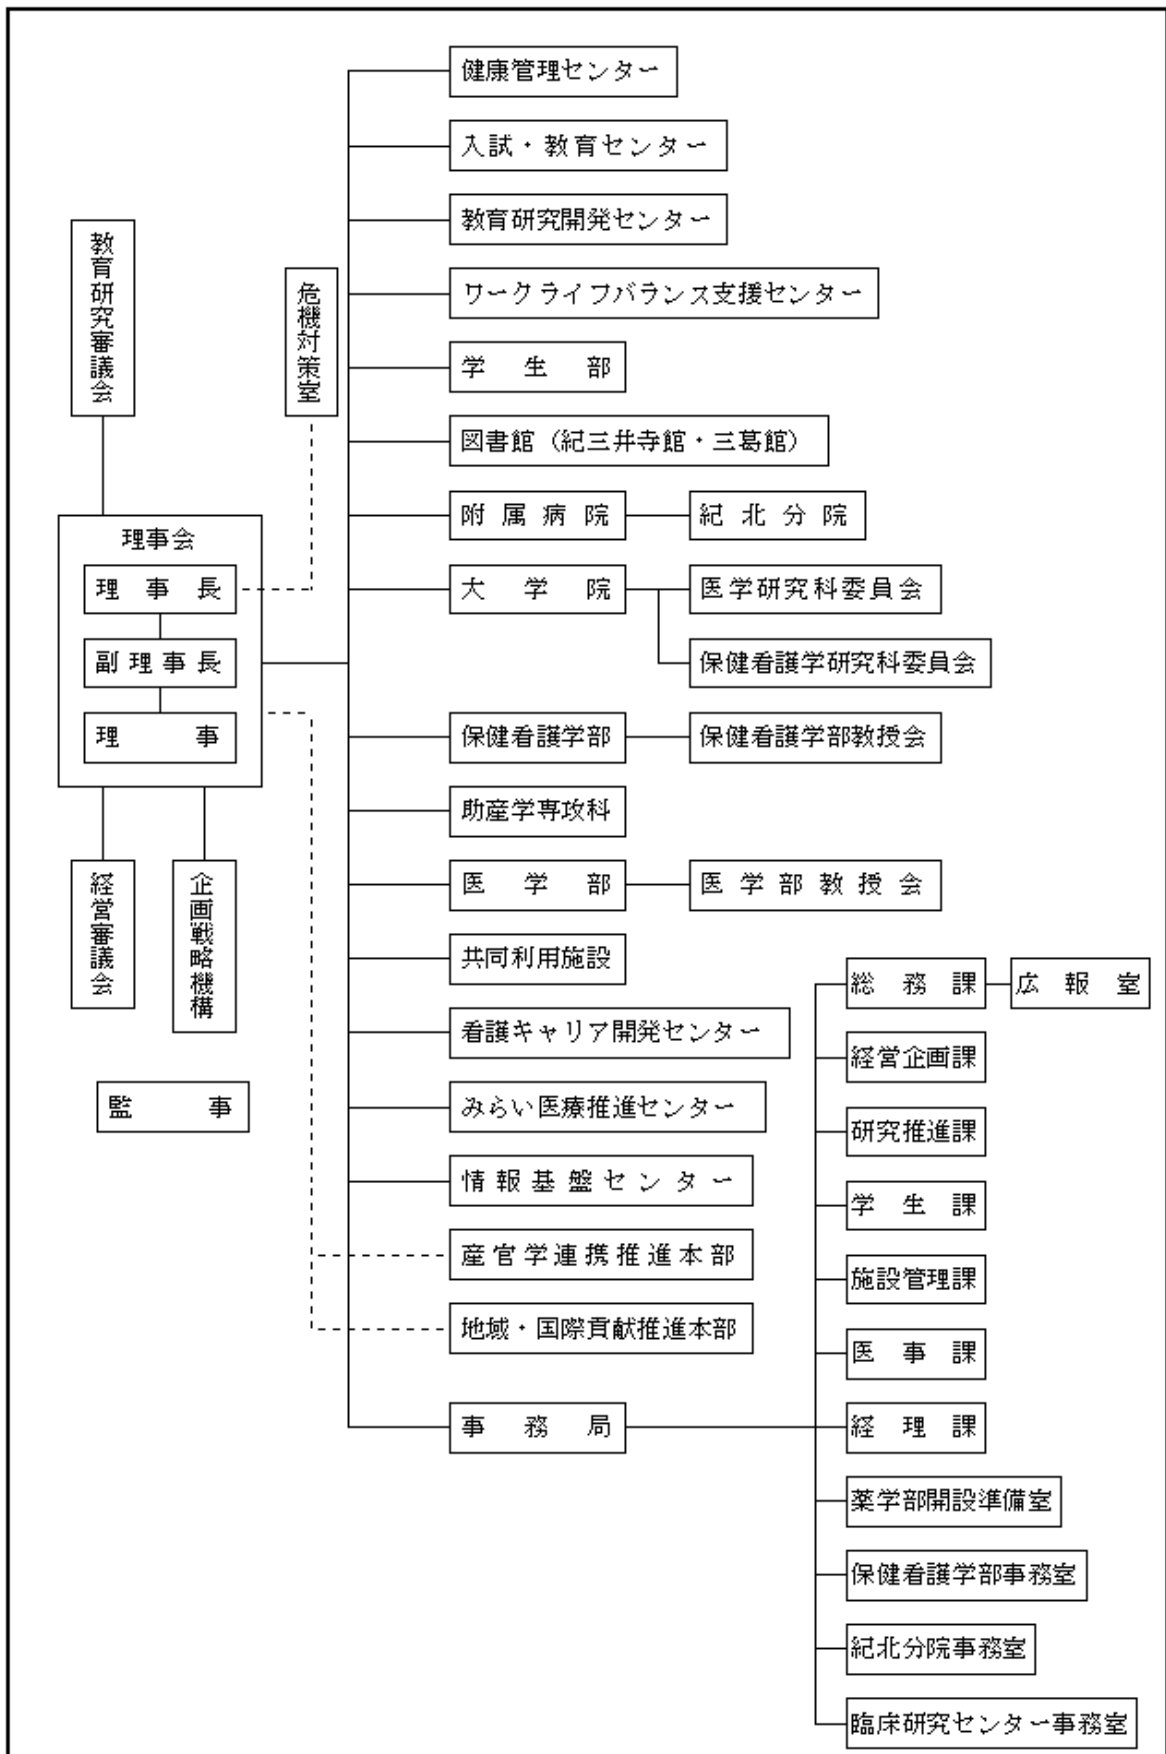 健康管理センター
入試・教育センター
教育研究開発センター
ワークライフバランス支援センター
学生部
図書館（紀三井寺館・三葛館）
附属病院
紀北分院
大学院
医学研究科委員会
保健看護学研究科委員会
保健看護学部
保健看護学部教授会
助産学専攻科
医学部
医学部教授会
共同利用施設
看護キャリア開発センター
みらい医療推進センター
情報基盤センター
産官学連携推進本部
地域・国際貢献推進本部
事務局
教育研究審議会
危機対策室
理事会
理事長
副理事長
理事
経営審議会
企画戦略機構
監事
総務課
広報室
経営企画課
研究推進課
学生課
施設管理課
医事課
経理課
薬学部開設準備室
保健看護学部事務室
紀北分院事務室
臨床研究センター事務室